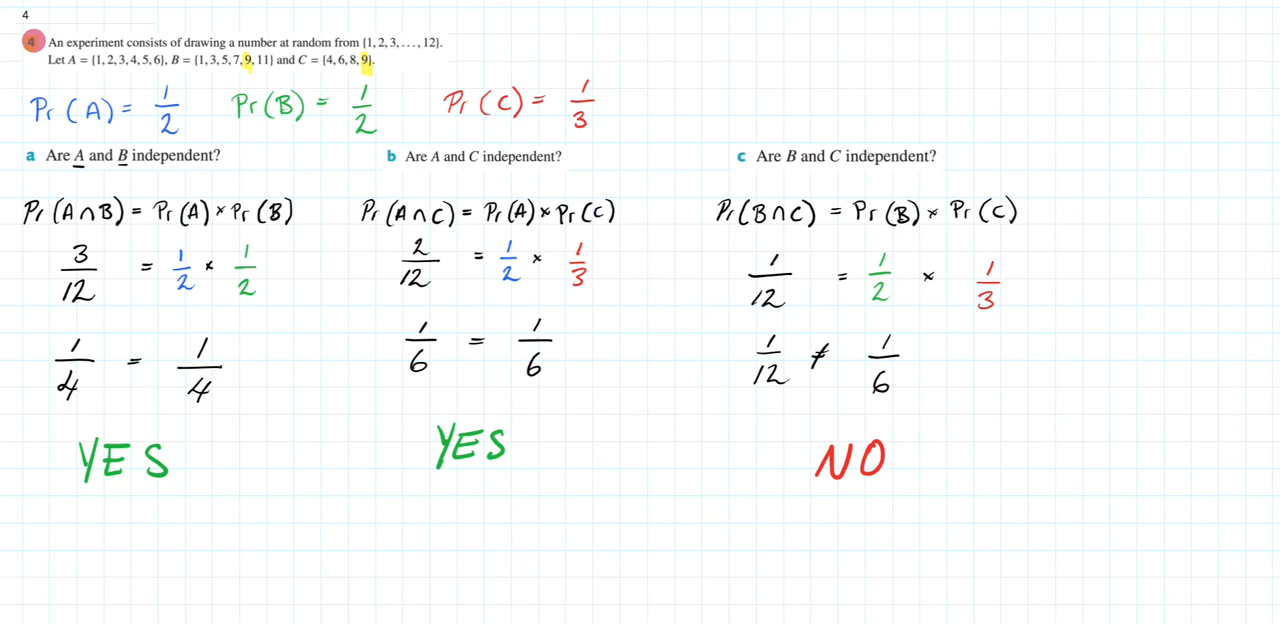 4
4 An experiment consists of drawing a number at random from {1, 2, 3, . . . , 12}.
Let A = {1, 2, 3, 4, 5, 6}, B = {1, 3, 5, 7, 9, 11} and C = {4, 6, 8, 9}.
Pr (A) = 1/2 Pr (B) = 1/2 Pr (C) = 1/3
a Are A and B independent? b Are A and C independent? c Are B and C independent?
Pr (A ∩ B) = Pr (A) × Pr (B) Pr (A ∩ C) = Pr (A) × Pr (C) Pr (B ∩ C) = Pr (B) × Pr (C)
3/12 = 1/2 × 1/2 2/12 = 1/2 × 1/3 1/12 = 1/2 × 1/3
1/4 = 1/4 1/6 = 1/6 1/12 ≠ 1/6
YES YES NO